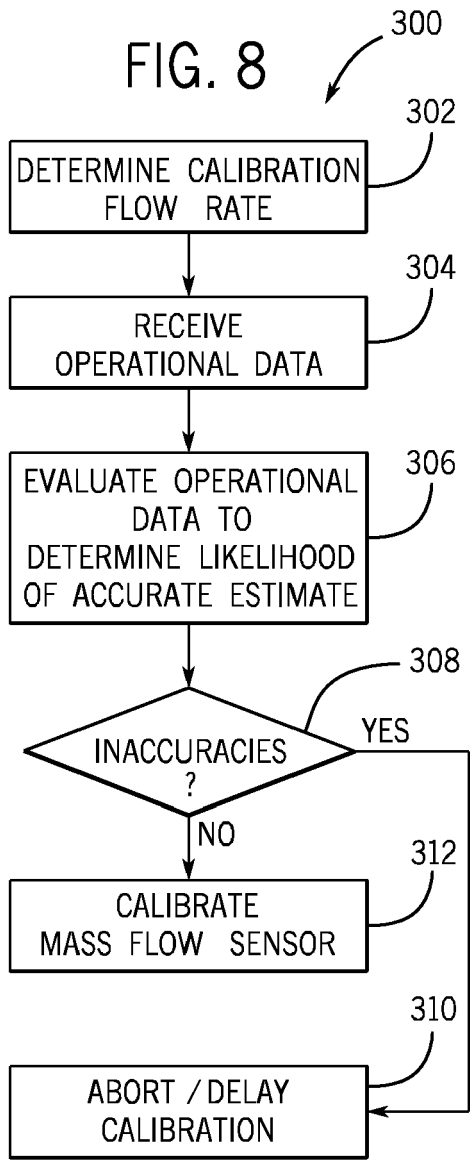 300
FIG. 8
302
DETERMINE CALIBRATION
FLOW RATE
304
RECEIVE
OPERATIONAL DATA
306
EVALUATE OPERATIONAL
DATA TO
DETERMINE LIKELIHOOD
OF ACCURATE ESTIMATE
308
INACCURACIES
?
YES
NO
312
CALIBRATE
MASS FLOW SENSOR
310
ABORT / DELAY
CALIBRATION